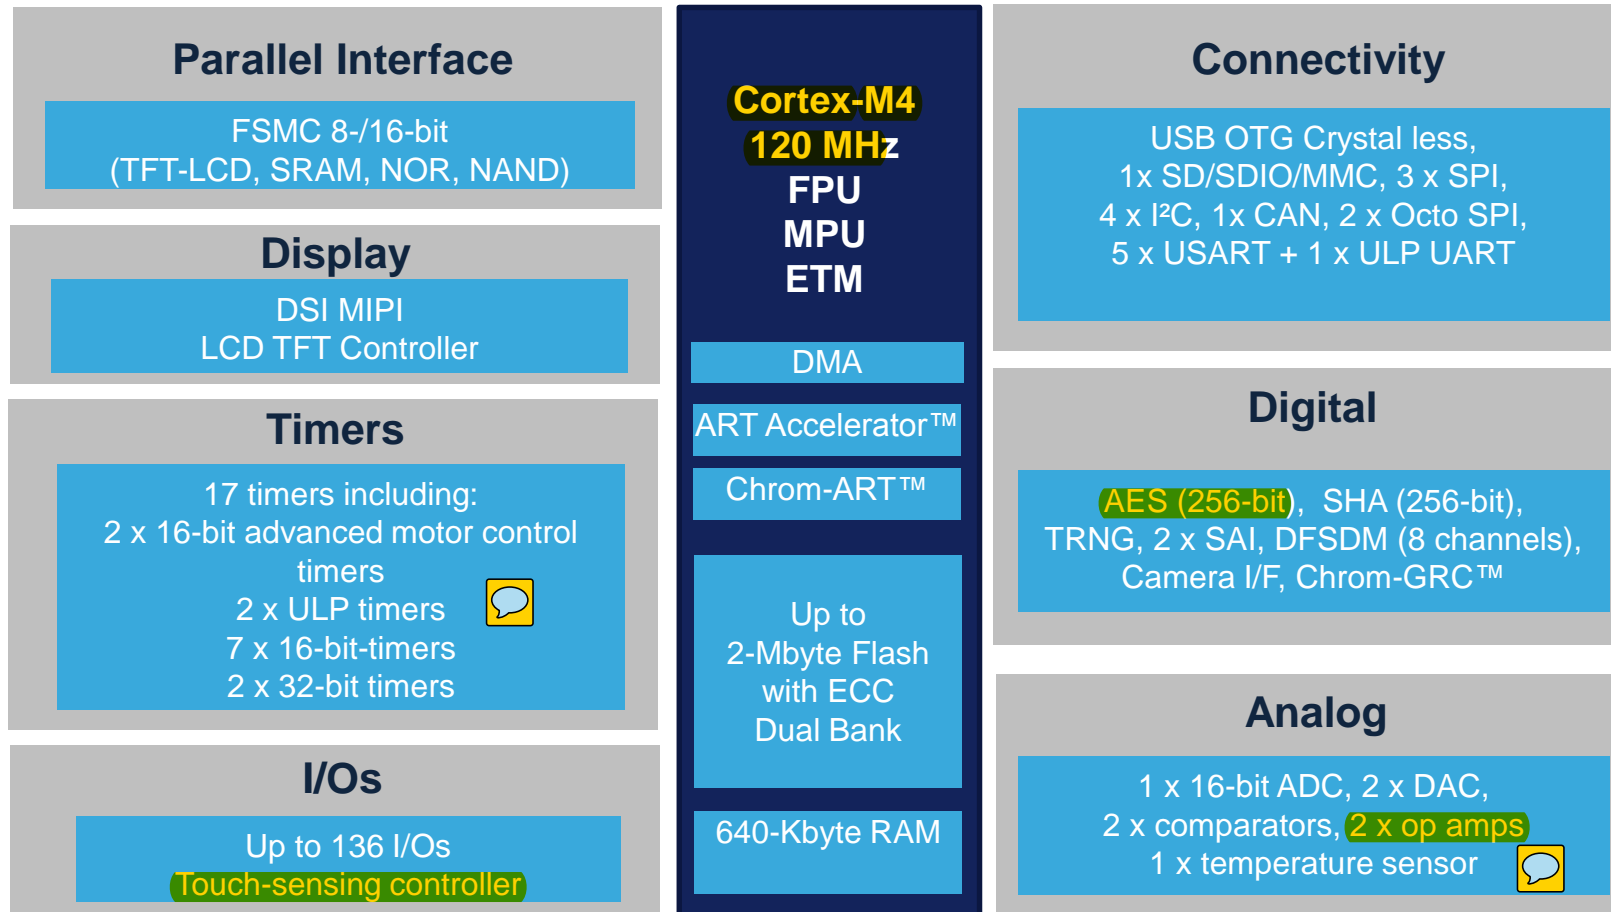 Parallel Interface
FSMC 8-/16-bit
(TFT-LCD, SRAM, NOR, NAND)
Display
DSI MIPI
LCD TFT Controller
Timers
17 timers including:
2 x 16-bit advanced motor control
timers
2 x ULP timers
7 x 16-bit-timers
2 x 32-bit timers
I/Os
Up to 136 I/Os
Touch-sensing controller
Cortex-M4
120 MHz
FPU
MPU
ETM
DMA
ART Accelerator™
Chrom-ART™
Up to
2-Mbyte Flash
with ECC
Dual Bank
640-Kbyte RAM
Connectivity
USB OTG Crystal less,
1x SD/SDIO/MMC, 3 x SPI,
4 x I²C, 1x CAN, 2 x Octo SPI,
5 x USART + 1 x ULP UART
Digital
AES (256-bit), SHA (256-bit),
TRNG, 2 x SAI, DFSDM (8 channels),
Camera I/F, Chrom-GRC™
Analog
1 x 16-bit ADC, 2 x DAC,
2 x comparators, 2 x op amps
1 x temperature sensor